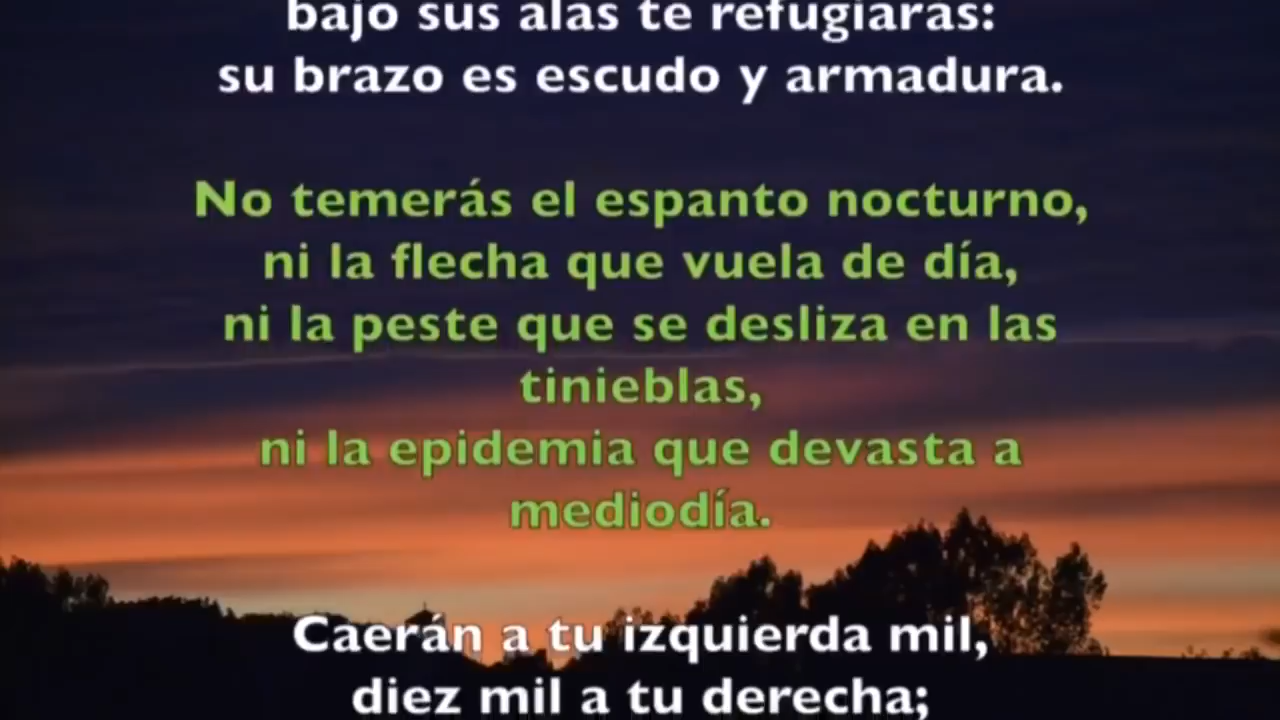 bajo sus alas te refugiarás:
su brazo es escudo y armadura.
No temerás el espanto nocturno,
ni la flecha que vuela de día,
ni la peste que se desliza en las
tinieblas,
ni la epidemia que devasta a
mediodía.
Caerán a tu izquierda mil,
diez mil a tu derecha;